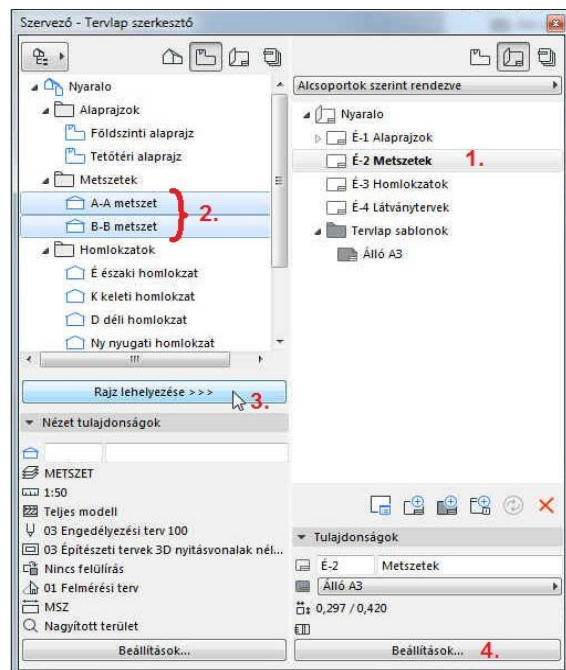 Szervező - Tervlap szerkesztő
Nyaralo
Alaprajzok
Földszinti alaprajz
Tetőtéri alaprajz
Metszetek
A-A metszet
B-B metszet
2.
Homlokzatok
É északi homlokzat
K keleti homlokzat
D déli homlokzat
Ny nyugati homlokzat
Rajz lehelyezése >>>
3.
Nézet tulajdonságok
METSZET
1:50
Teljes modell
03 Engedélyezési terv 100
03 Építészeti tervek 3D nyitásvonalak nél...
Nincs felülírás
01 Felmérési terv
MSZ
Nagyított terület
Beállítások...
Alcsoportok szerint rendezve
Nyaralo
É-1 Alaprajzok
É-2 Metszetek
1.
É-3 Homlokzatok
É-4 Látványtervek
Tervlap sablonok
Álló A3
Tulajdonságok
É-2 Metszetek
Álló A3
0,297 / 0,420
Beállítások...
4.